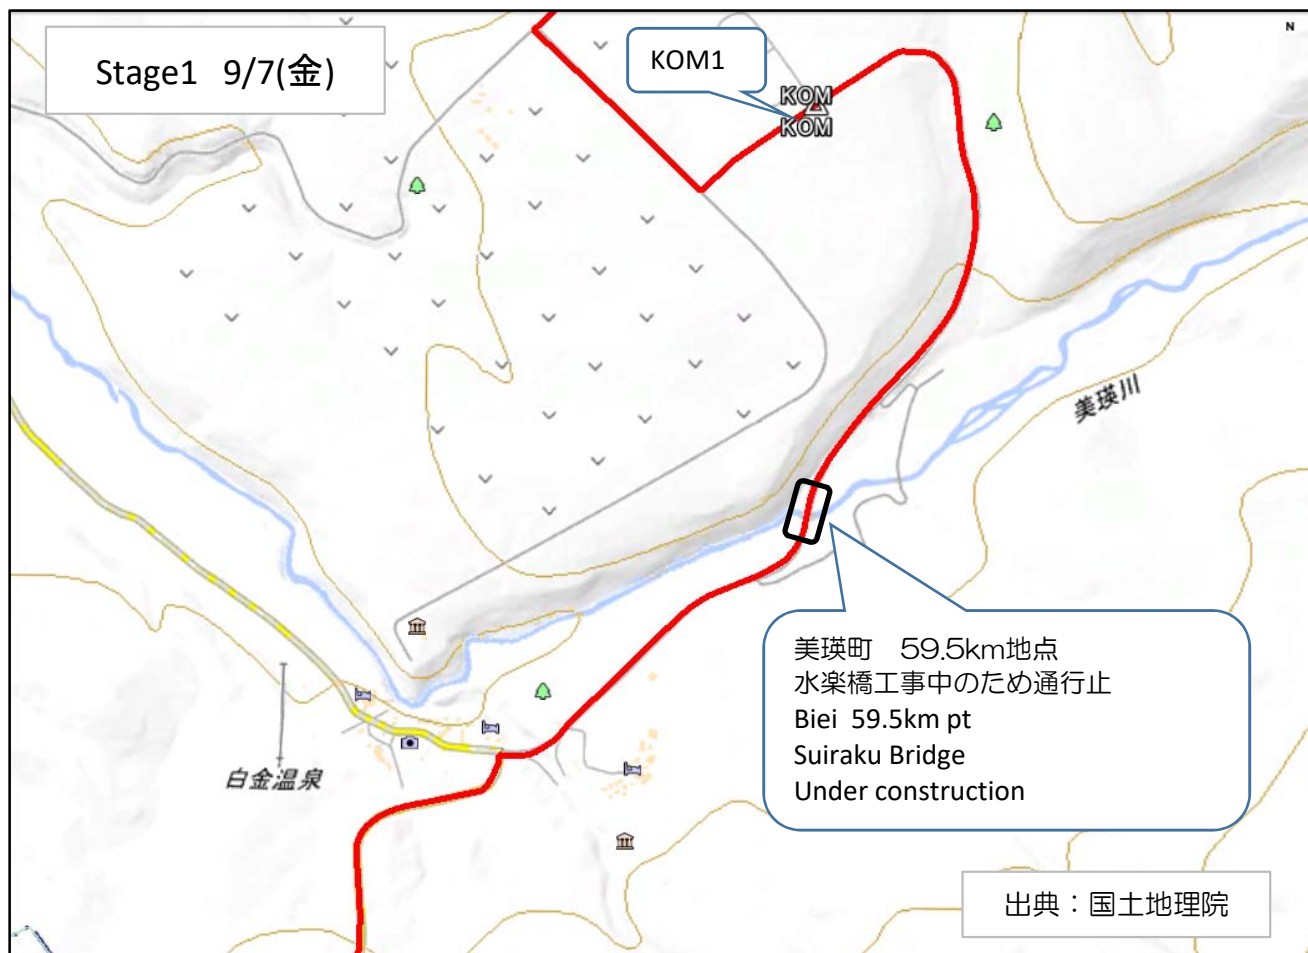 N
Stage1 9/7(金)
KOM1
KOM
KOM
美瑛川
美瑛町 59.5km地点
水楽橋工事中のため通行止
Biei 59.5km pt
Suiraku Bridge
Under construction
白金温泉
出典：国土地理院